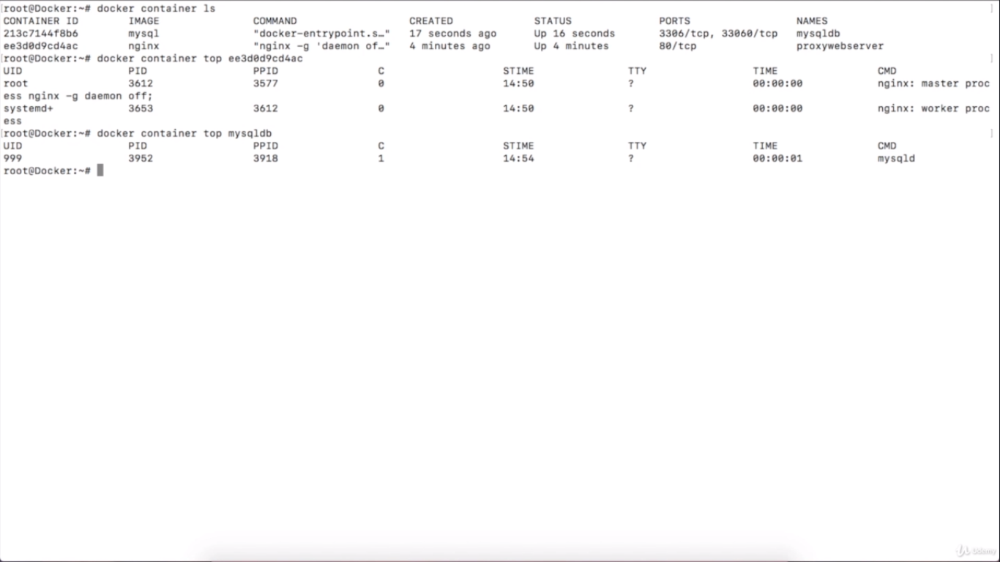 [root@Docker:~# docker container ls ]
CONTAINER ID IMAGE COMMAND CREATED STATUS PORTS NAMES
213c7144f8b6 mysql "docker-entrypoint.s…" 17 seconds ago Up 16 seconds 3306/tcp, 33060/tcp mysqldb
ee3d0d9cd4ac nginx "nginx -g 'daemon of…" 4 minutes ago Up 4 minutes 80/tcp proxywebserver
[root@Docker:~# docker container top ee3d0d9cd4ac ]
UID PID PPID C STIME TTY TIME CMD
root 3612 3577 0 14:50 ? 00:00:00 nginx: master proc
ess nginx -g daemon off;
systemd+ 3653 3612 0 14:50 ? 00:00:00 nginx: worker proc
ess
[root@Docker:~# docker container top mysqldb ]
UID PID PPID C STIME TTY TIME CMD
999 3952 3918 1 14:54 ? 00:00:01 mysqld
root@Docker:~#
Udemy